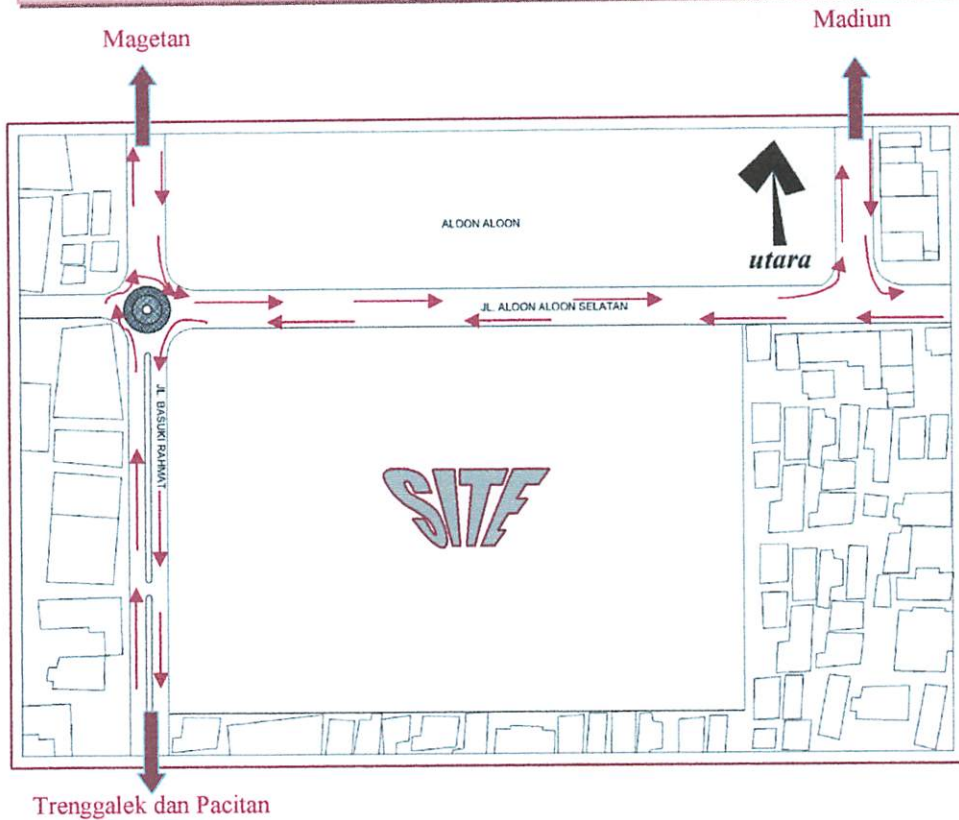 Magetan
Madiun
ALOON ALOON
utara
JL. ALOON ALOON SELATAN
JL. BASUKI RAHMAT
SITE
Trenggalek dan Pacitan